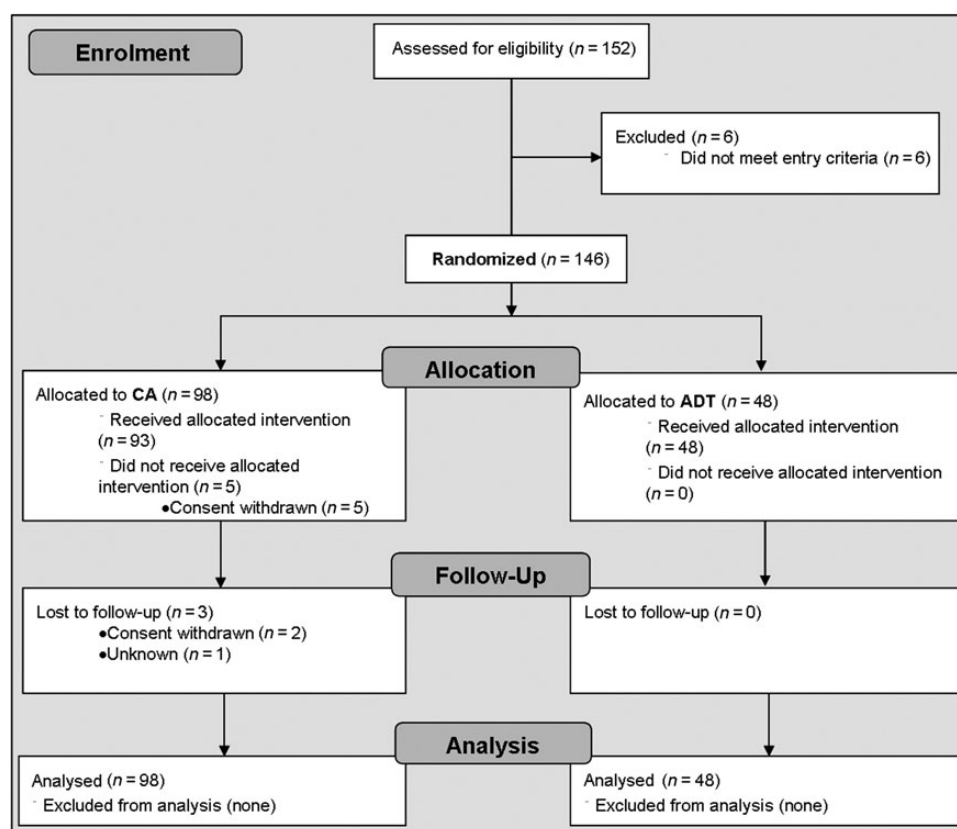 Enrolment
Assessed for eligibility (n = 152)
Excluded (n = 6)
- Did not meet entry criteria (n = 6)
Randomized (n = 146)
Allocation
Allocated to CA (n = 98)
- Received allocated intervention
(n = 93)
- Did not receive allocated
intervention (n = 5)
•Consent withdrawn (n = 5)
Allocated to ADT (n = 48)
- Received allocated intervention
(n = 48)
- Did not receive allocated intervention
(n = 0)
Follow-Up
Lost to follow-up (n = 3)
•Consent withdrawn (n = 2)
•Unknown (n = 1)
Lost to follow-up (n = 0)
Analysis
Analysed (n = 98)
- Excluded from analysis (none)
Analysed (n = 48)
- Excluded from analysis (none)